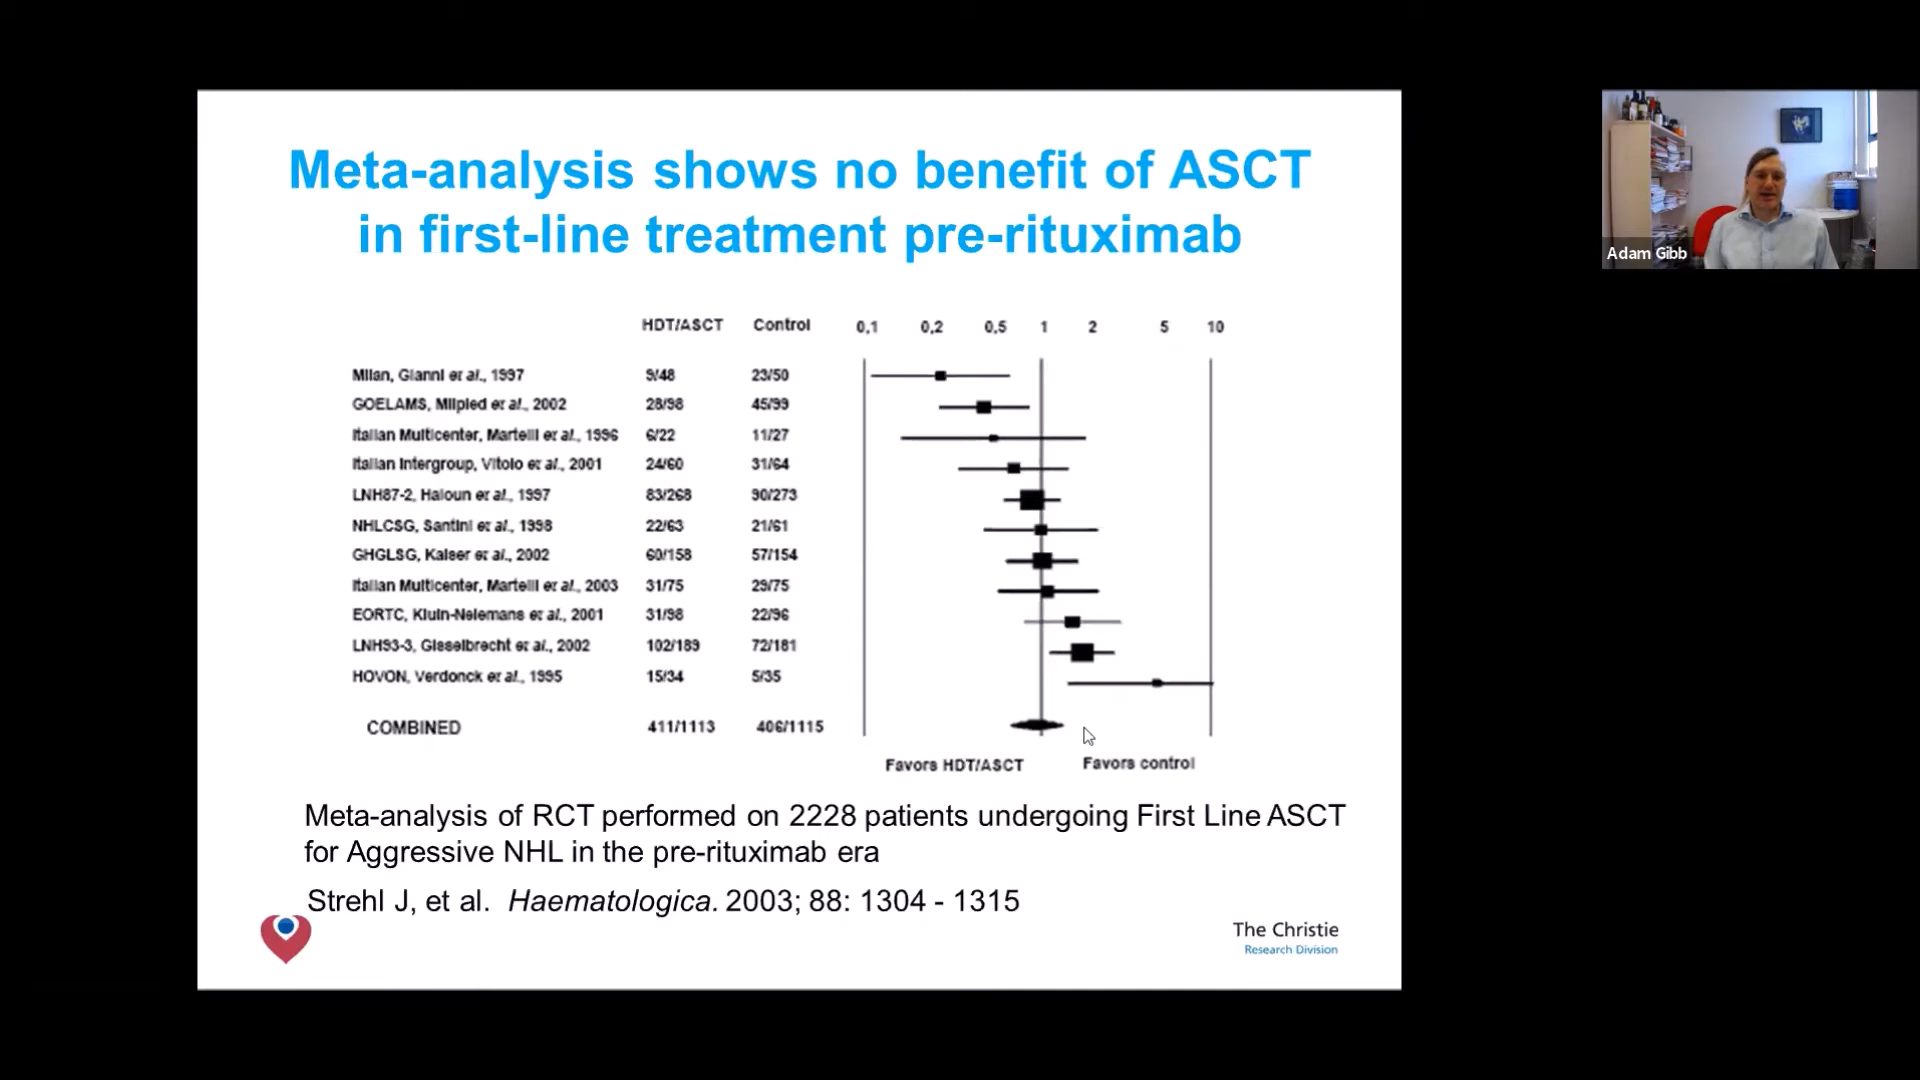 Meta-analysis shows no benefit of ASCT
in first-line treatment pre-rituximab
HDT/ASCT Control 0,1 0,2 0,5 1 2 5 10
Milan, Gianni et al., 1997 9/48 23/50
GOELAMS, Milpied et al., 2002 28/98 45/99
Italian Multicenter, Martelli et al., 1996 6/22 11/27
Italian Intergroup, Vitolo et al., 2001 24/60 31/64
LNH87-2, Haioun et al., 1997 83/268 90/273
NHLCSG, Santini et al., 1998 22/63 21/61
GHGLSG, Kaiser et al., 2002 60/158 57/154
Italian Multicenter, Martelli et al., 2003 31/75 29/75
EORTC, Kluin-Nelemans et al., 2001 31/98 22/96
LNH93-3, Gisselbrecht et al., 2002 102/189 72/181
HOVON, Verdonck et al., 1995 15/34 5/35
COMBINED 411/1113 406/1115
Favors HDT/ASCT Favors control
Meta-analysis of RCT performed on 2228 patients undergoing First Line ASCT
for Aggressive NHL in the pre-rituximab era
Strehl J, et al. Haematologica. 2003; 88: 1304 - 1315
The Christie
Research Division
Adam Gibb